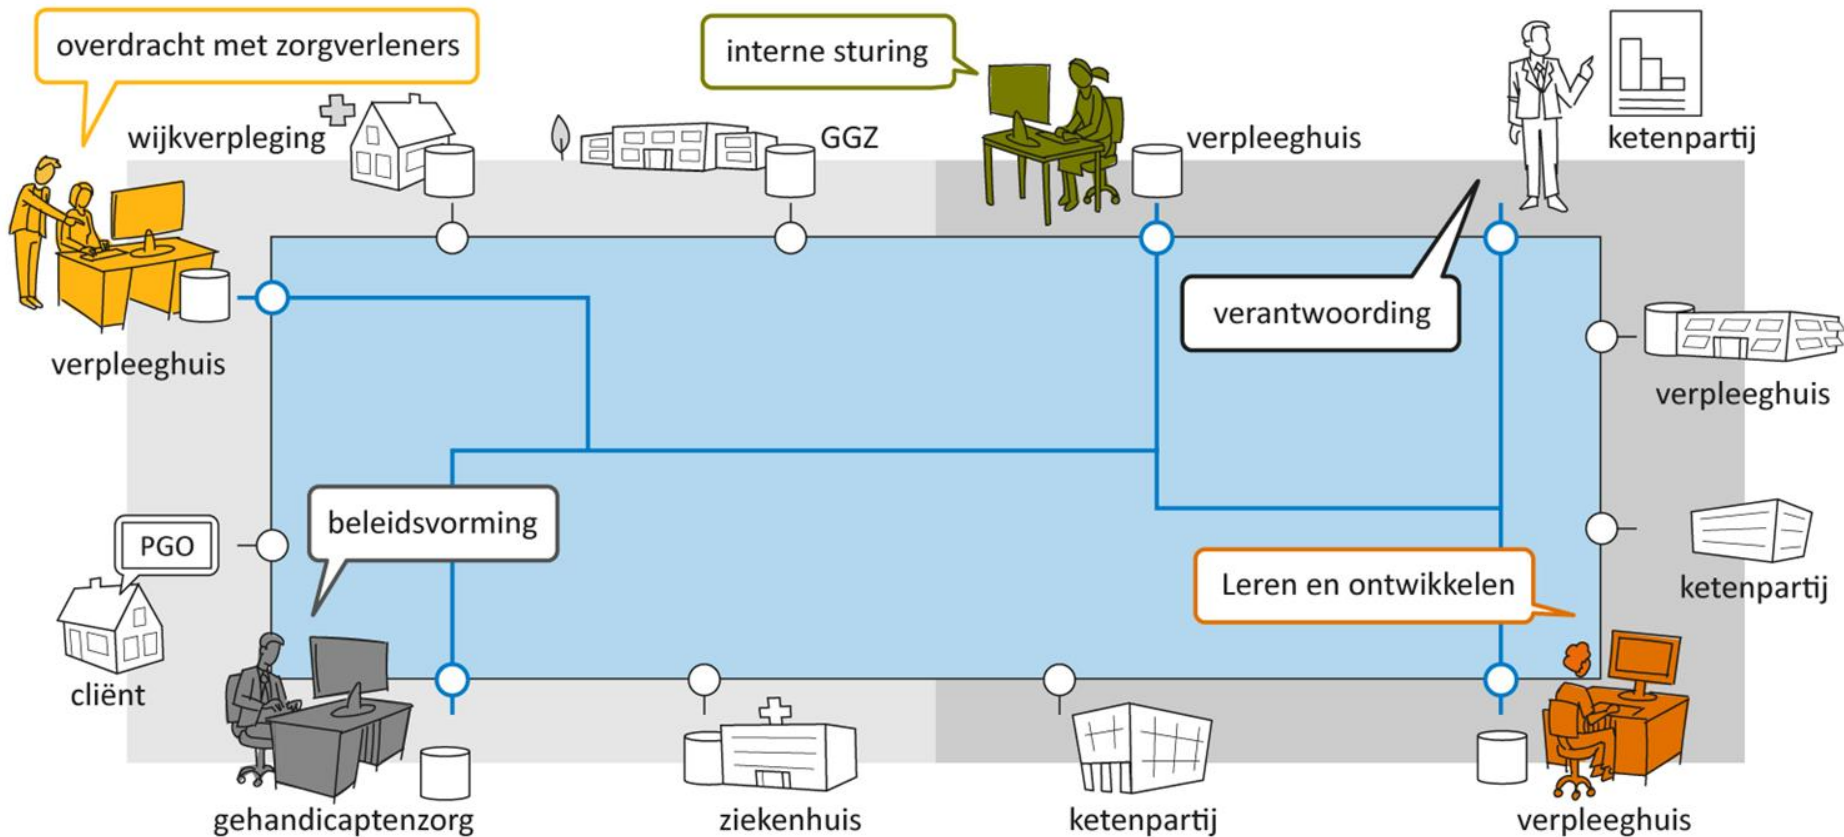 overdracht met zorgverleners
interne sturing
wijkverpleging
GGZ
verpleeghuis
ketenpartij
verantwoording
verpleeghuis
verpleeghuis
beleidsvorming
PGO
Leren en ontwikkelen
ketenpartij
cliënt
gehandicaptenzorg
ziekenhuis
ketenpartij
verpleeghuis